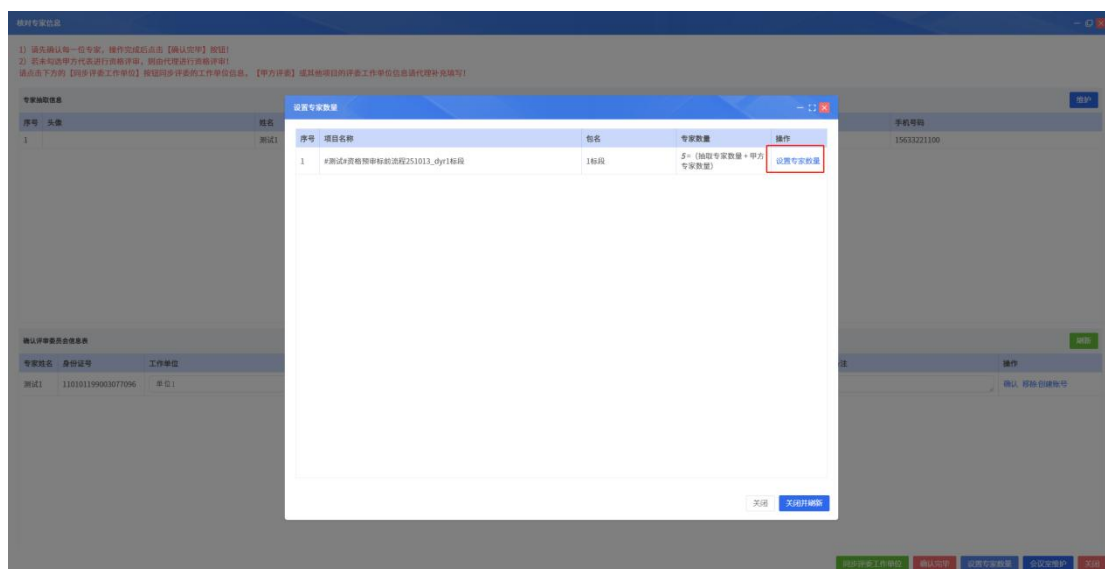 核对专家信息
1) 请先确认每一位专家，操作完成后点击【确认完毕】按钮！
2) 若未勾选甲方代表进行资格评审，则由代理进行资格评审！
请点击下方的【同步评委工作单位】按钮同步评委的工作单位信息，【甲方评委】或其他项目的评委工作单位信息请代理补充填写！
专家抽取信息
维护
序号 头像 姓名 手机号码
1 测试1 15633221100
设置专家数量
序号 项目名称 包名 专家数量 操作
1 #测试#资格预审标前流程251013_dyr1标段 1标段 5=（抽取专家数量+甲方专家数量） 设置专家数量
关闭 关闭并刷新
确认评审委员会信息表
刷新
专家姓名 身份证号 工作单位 注 操作
测试1 110101199003077096 单位1 确认 移除 创建账号
同步评委工作单位 确认完毕 设置专家数量 会议室维护 关闭